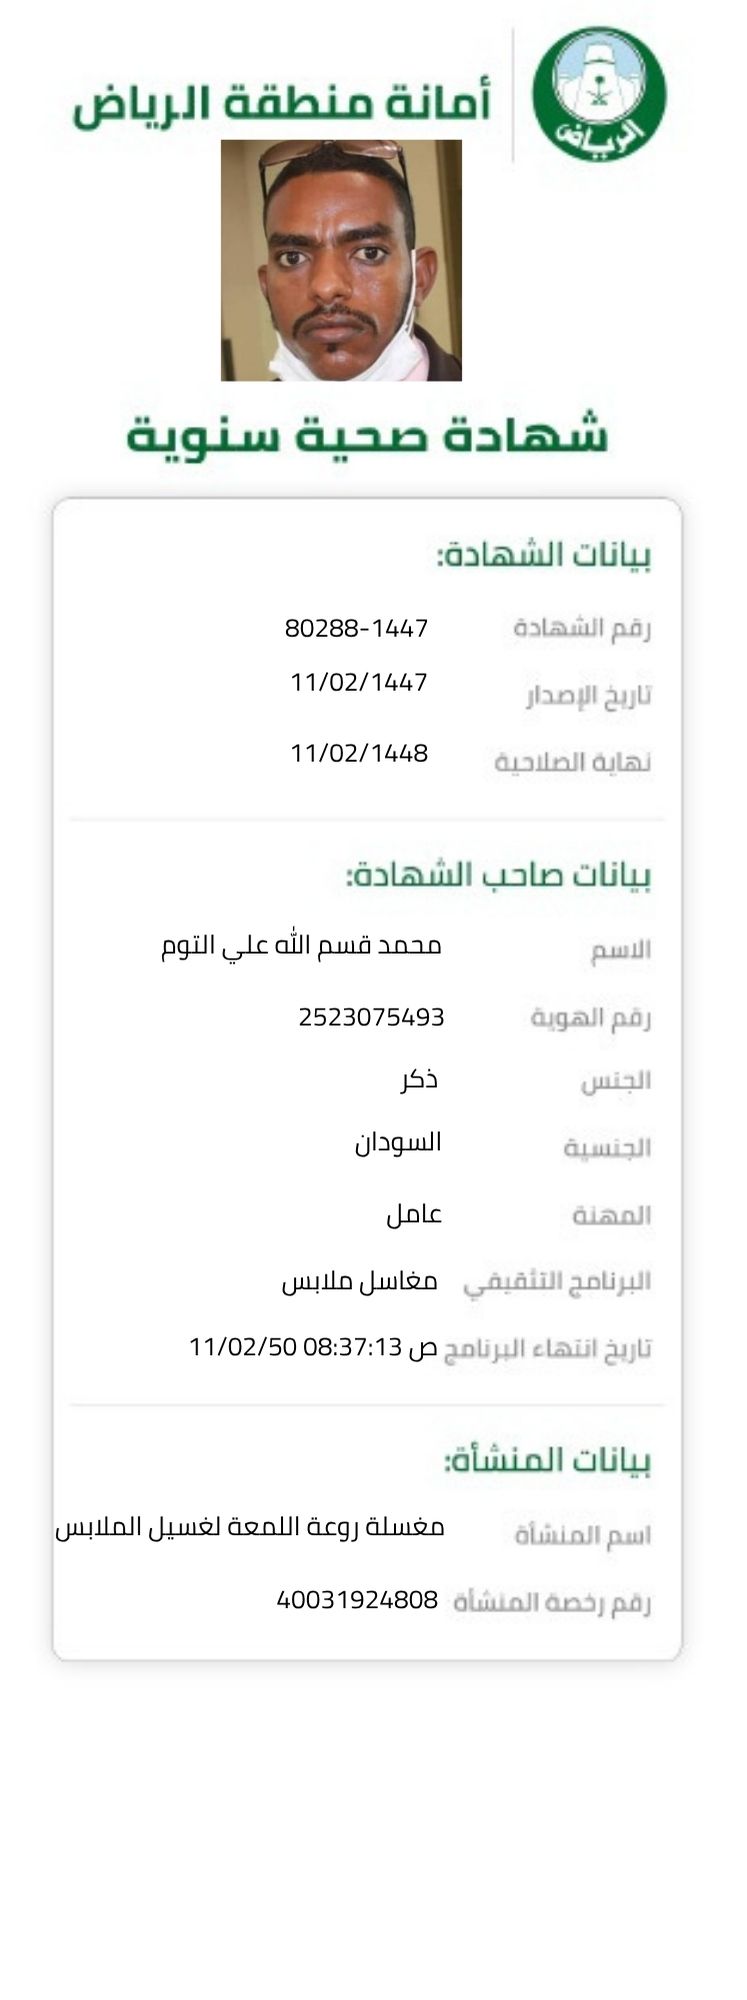 أمانة منطقة الرياض
الرياض
شهادة صحية سنوية
بيانات الشهادة:
رقم الشهادة 80288-1447
تاريخ الإصدار 11/02/1447
نهاية الصلاحية 11/02/1448
بيانات صاحب الشهادة:
الاسم محمد قسم الله علي التوم
رقم الهوية 2523075493
الجنس ذكر
الجنسية السودان
المهنة عامل
البرنامج التثقيفي مغاسل ملابس
تاريخ انتهاء البرنامج ص 08:37:13 11/02/50
بيانات المنشأة:
اسم المنشأة مغسلة روعة اللمعة لغسيل الملابس
رقم رخصة المنشأة 40031924808